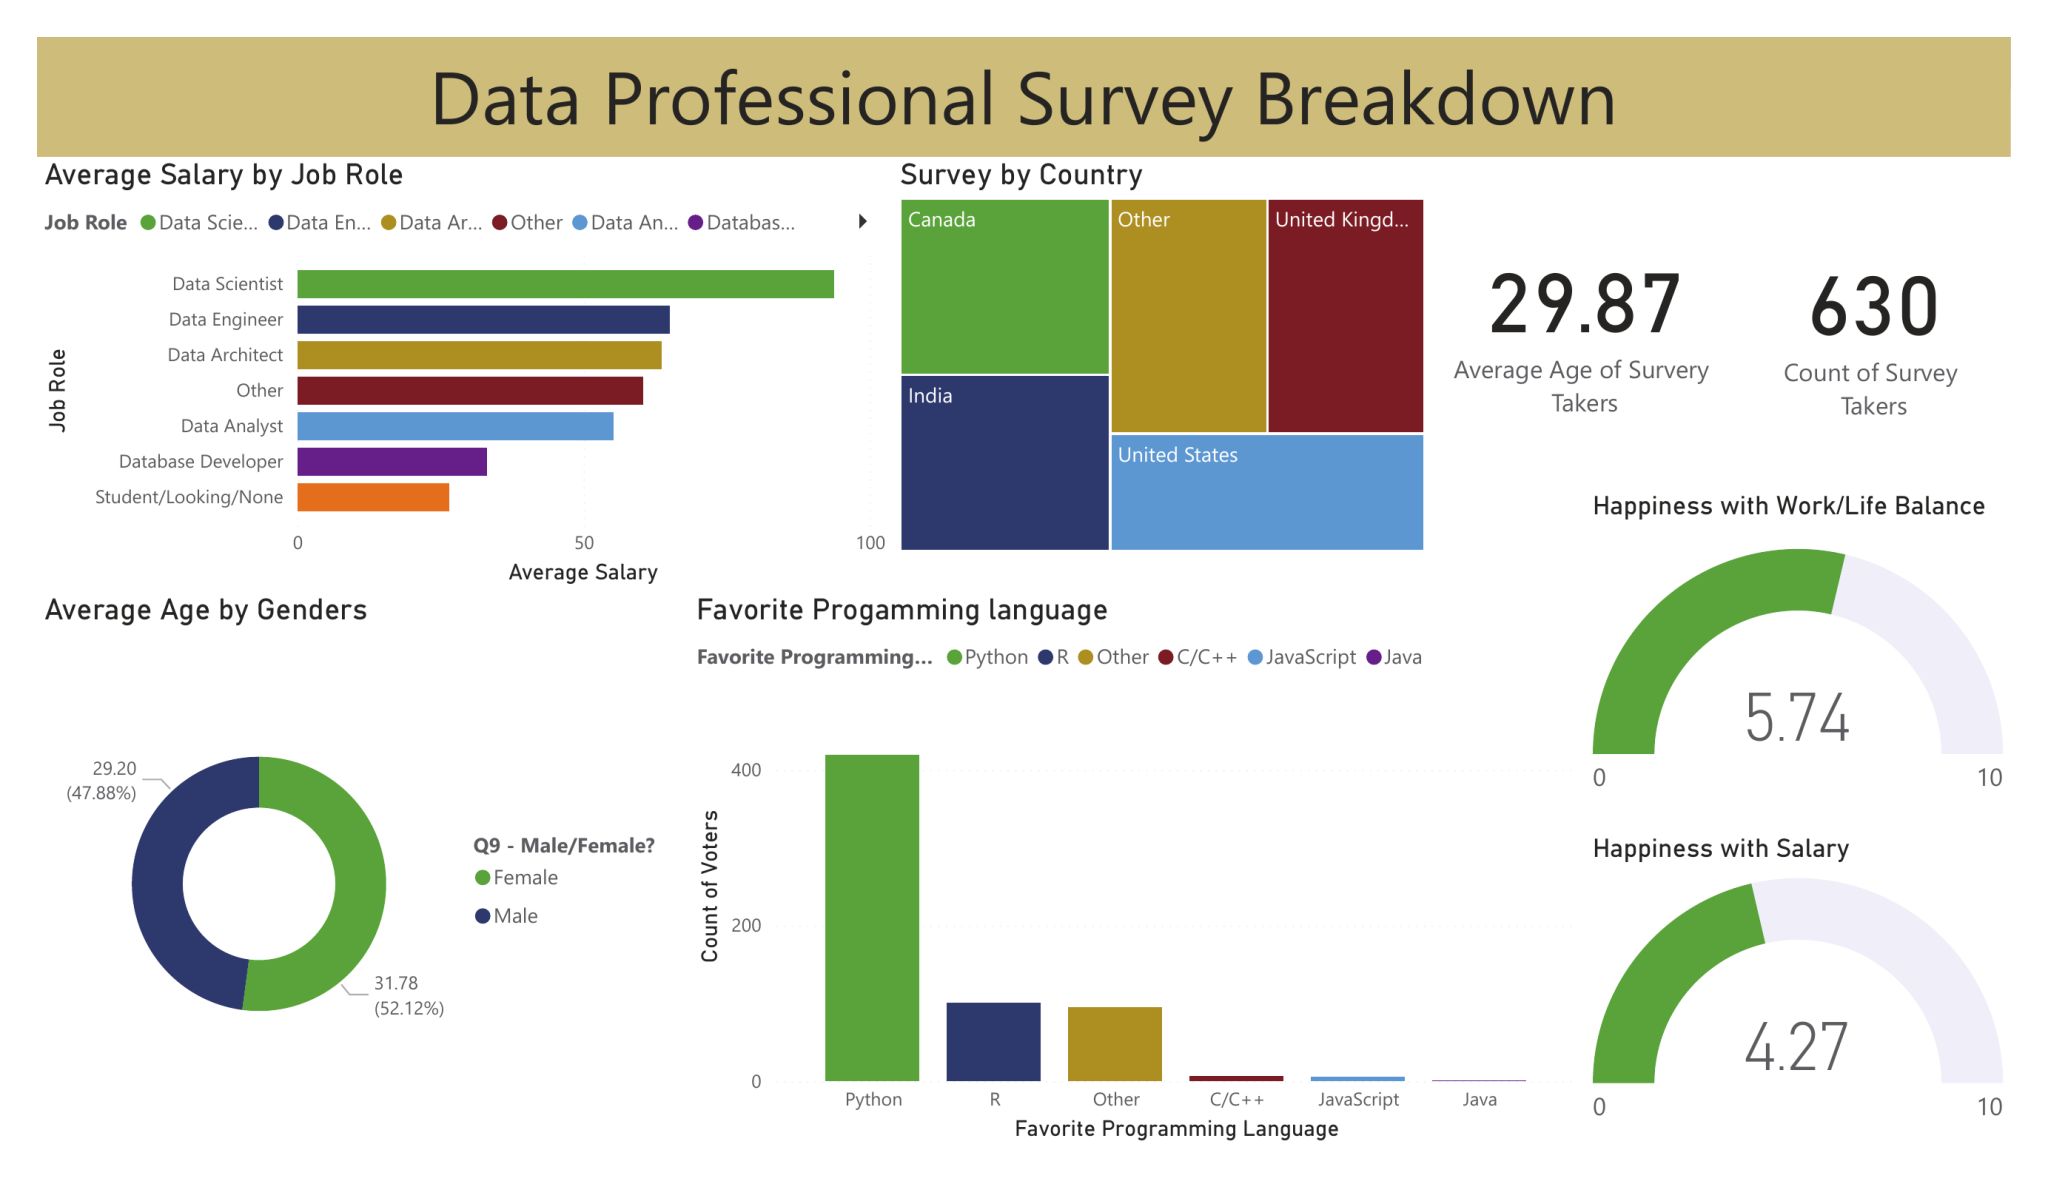 Data Professional Survey Breakdown
Average Salary by Job Role
Job Role Data Scie... Data En... Data Ar... Other Data An... Databas...
Job Role
Data Scientist
Data Engineer
Data Architect
Other
Data Analyst
Database Developer
Student/Looking/None
0 50 100
Average Salary
Survey by Country
Canada
Other
United Kingd...
India
United States
29.87
Average Age of Survery
Takers
630
Count of Survey
Takers
Happiness with Work/Life Balance
5.74
0 10
Average Age by Genders
29.20
(47.88%)
31.78
(52.12%)
Q9 - Male/Female?
Female
Male
Favorite Progamming language
Favorite Programming... Python R Other C/C++ JavaScript Java
Count of Voters
400
200
0
Python R Other C/C++ JavaScript Java
Favorite Programming Language
Happiness with Salary
4.27
0 10